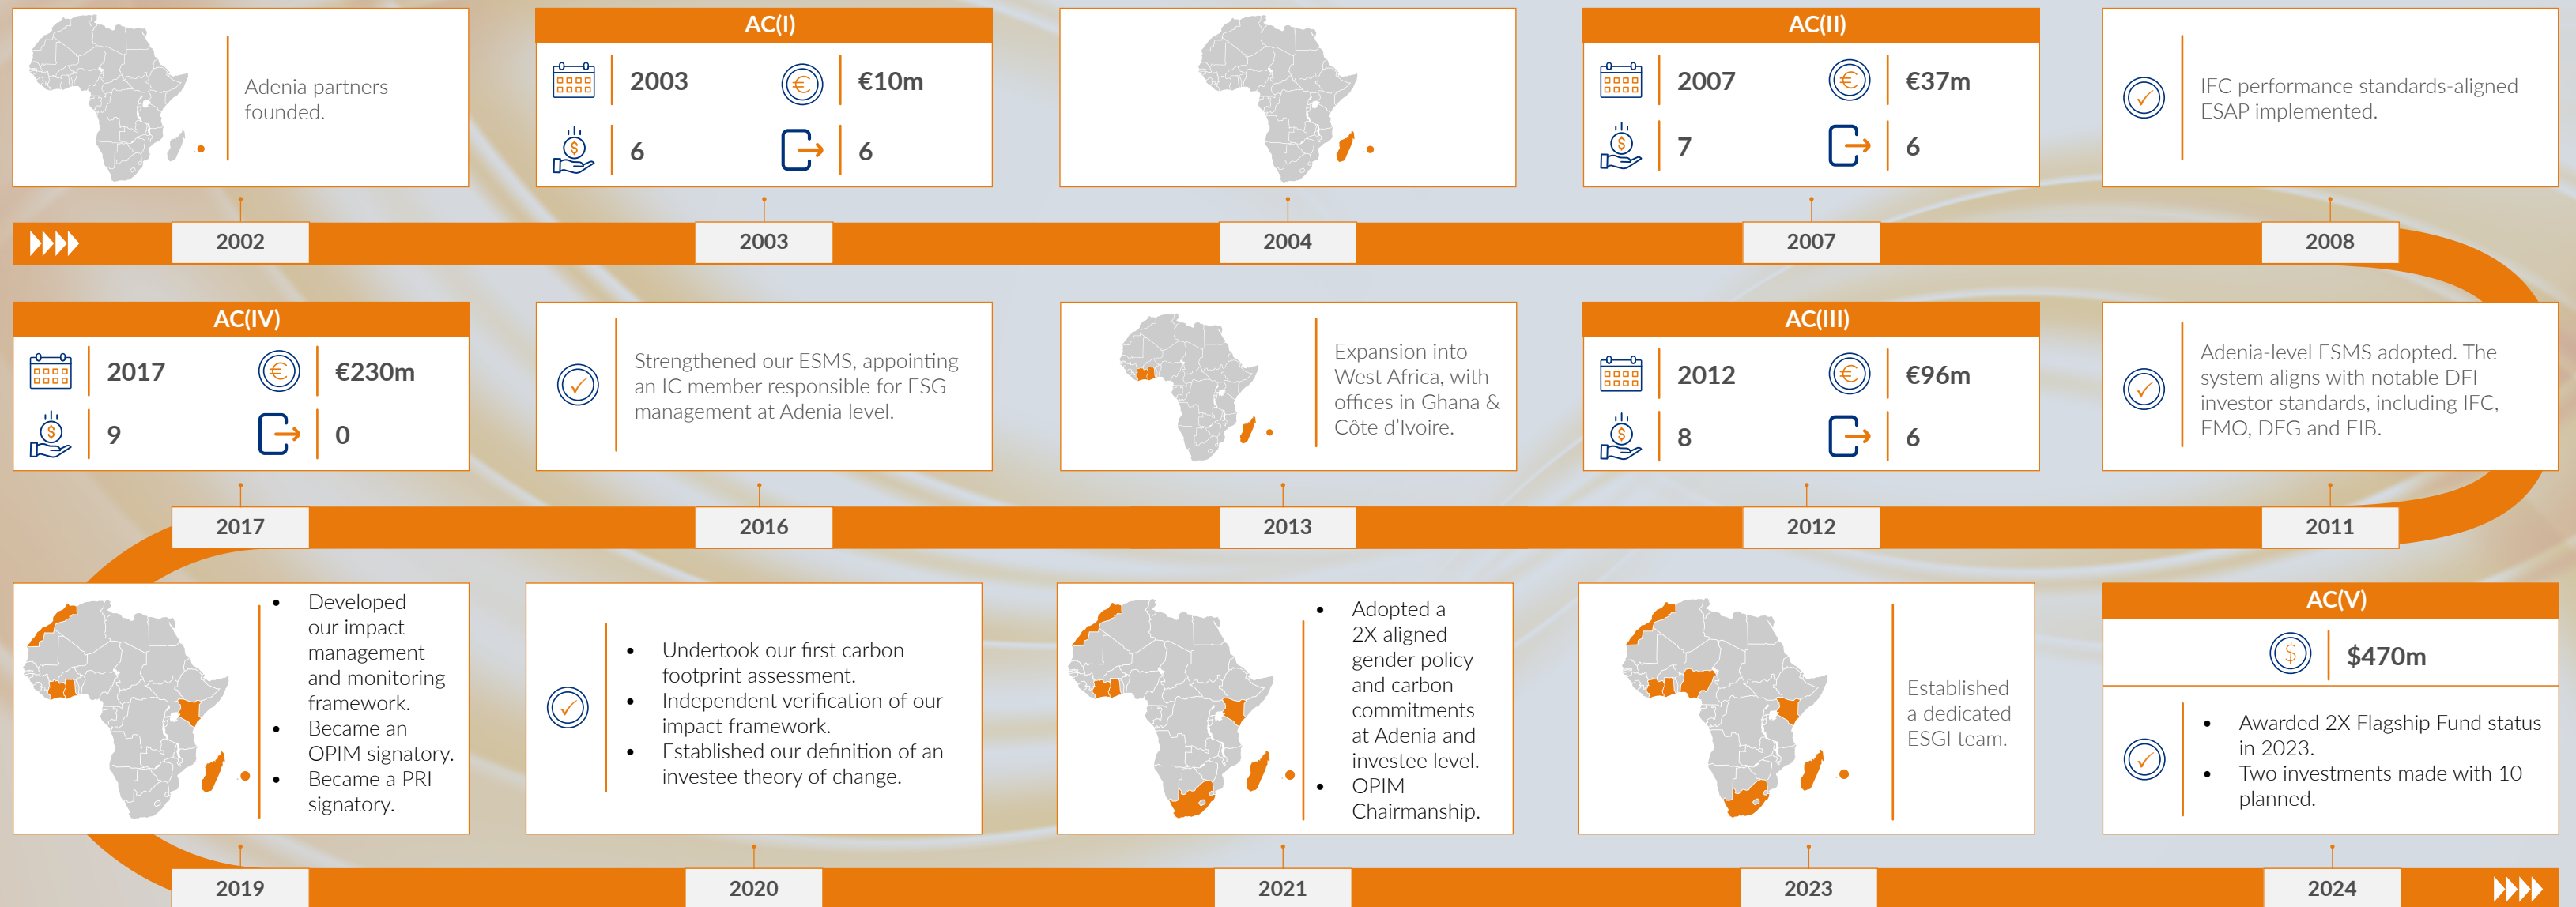 Adenia partners
founded.
2002
AC(I)
2003
€10m
6
6
2003
2004
AC(II)
2007
€37m
7
6
2007
IFC performance standards-aligned
ESAP implemented.
2008
Adenia-level ESMS adopted. The
system aligns with notable DFI
investor standards, including IFC,
FMO, DEG and EIB.
2011
AC(III)
2012
€96m
8
6
2012
Expansion into
West Africa, with
offices in Ghana &
Côte d’Ivoire.
2013
Strengthened our ESMS, appointing
an IC member responsible for ESG
management at Adenia level.
2016
AC(IV)
2017
€230m
9
0
2017
• Developed
our impact
management
and monitoring
framework.
• Became an
OPIM signatory.
• Became a PRI
signatory.
2019
• Undertook our first carbon
footprint assessment.
• Independent verification of our
impact framework.
• Established our definition of an
investee theory of change.
2020
• Adopted a
2X aligned
gender policy
and carbon
commitments
at Adenia and
investee level.
• OPIM
Chairmanship.
2021
Established
a dedicated
ESGI team.
2023
AC(V)
$470m
• Awarded 2X Flagship Fund status
in 2023.
• Two investments made with 10
planned.
2024